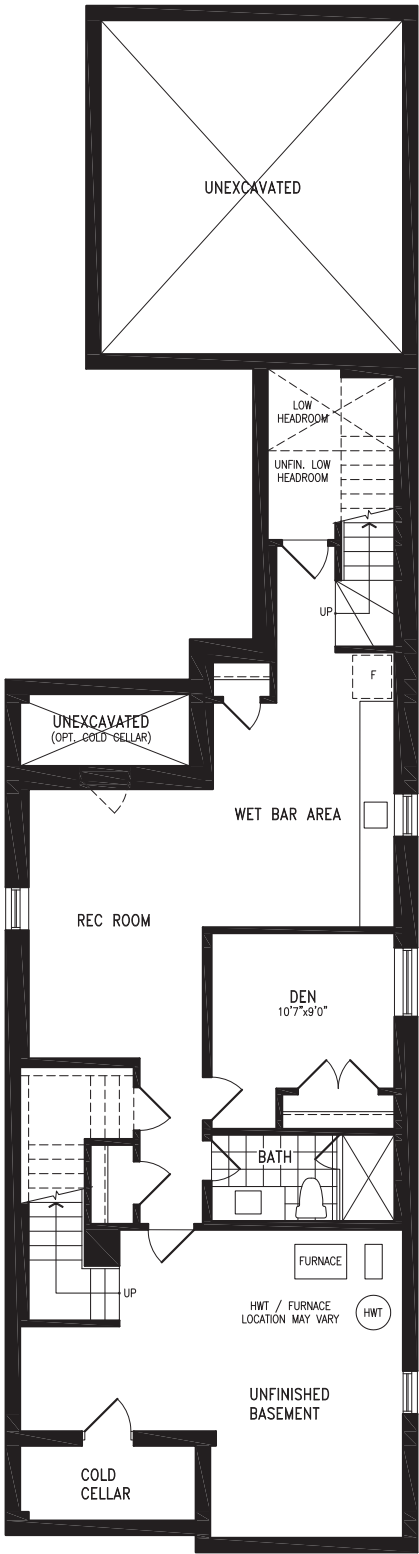 UNEXCAVATED
LOW
HEADROOM
UNFIN. LOW
HEADROOM
UP
F
UNEXCAVATED
(OPT. COLD CELLAR)
WET BAR AREA
REC ROOM
DEN
10'7"x9'0"
BATH
FURNACE
UP
HWT / FURNACE
LOCATION MAY VARY
HWT
UNFINISHED
BASEMENT
COLD
CELLAR